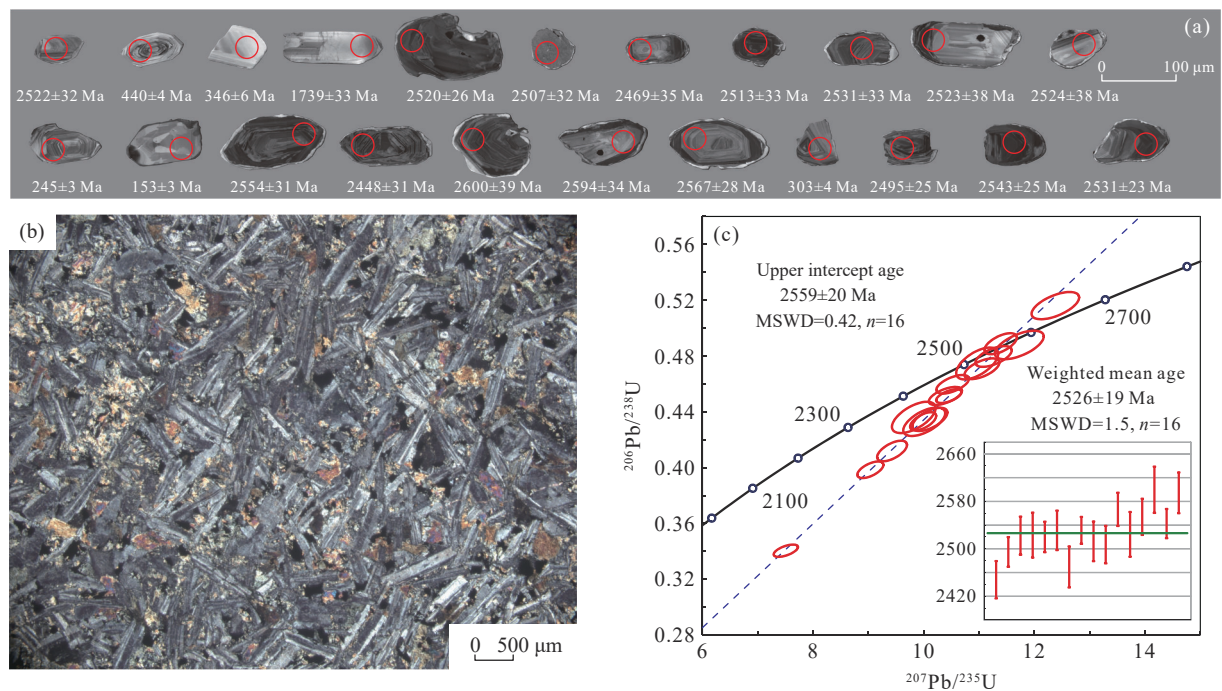 (a)
2522±32 Ma 440±4 Ma 346±6 Ma 1739±33 Ma 2520±26 Ma 2507±32 Ma 2469±35 Ma 2513±33 Ma 2531±33 Ma 2523±38 Ma 2524±38 Ma
0 100 μm
245±3 Ma 153±3 Ma 2554±31 Ma 2448±31 Ma 2600±39 Ma 2594±34 Ma 2567±28 Ma 303±4 Ma 2495±25 Ma 2543±25 Ma 2531±23 Ma
(b)
0 500 μm
(c)
Upper intercept age
2559±20 Ma
MSWD=0.42, n=16
2700
2500
2300
2100
Weighted mean age
2526±19 Ma
MSWD=1.5, n=16
2660
2580
2500
2420
0.56
0.52
0.48
0.44
0.40
0.36
0.32
0.28
²⁰⁶Pb/²³⁸U
6 8 10 12 14
²⁰⁷Pb/²³⁵U